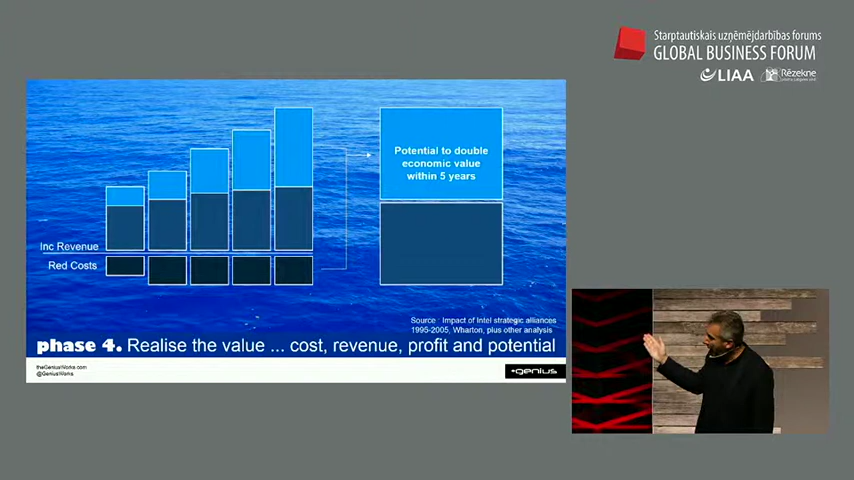 Starptautiskais uzņēmējdarbības forums
GLOBAL BUSINESS FORUM
LIAA Rēzekne
Potential to double
economic value
within 5 years
Inc Revenue
Red Costs
Source : Impact of Intel strategic alliances
1995-2005, Wharton, plus other analysis
phase 4. Realise the value ... cost, revenue, profit and potential
theGeniusWorks.com
@GeniusWorks
+genius